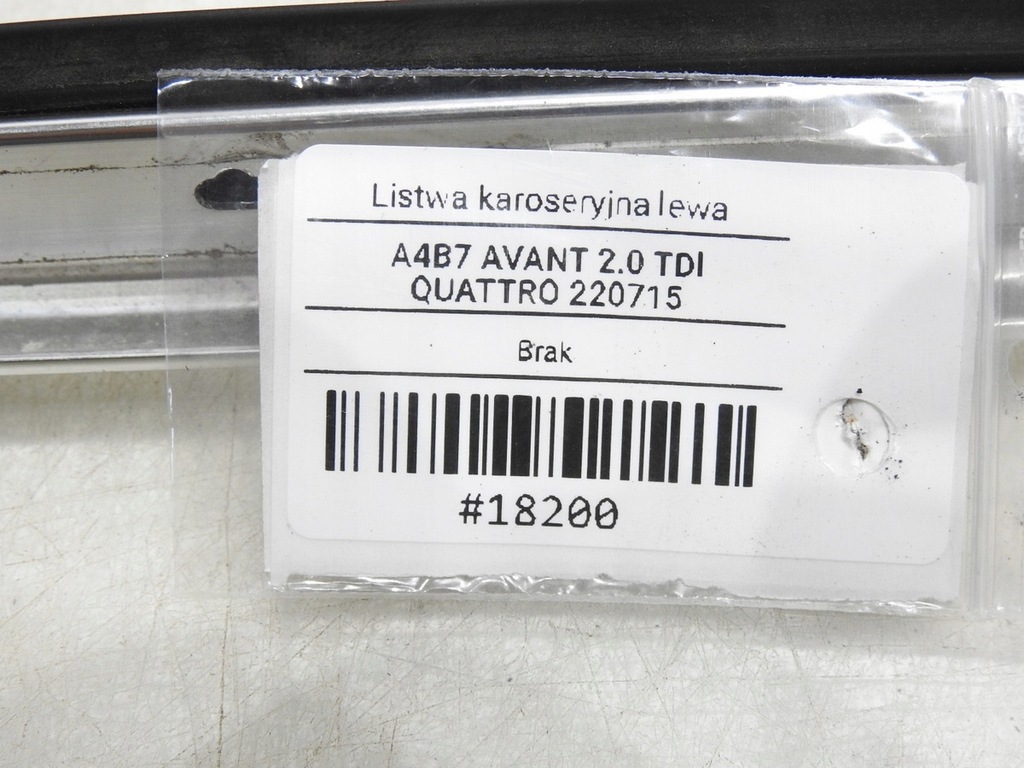 Listwa karoseryjna lewa
A4B7 AVANT 2.0 TDI
QUATTRO 220715
Brak
#18200